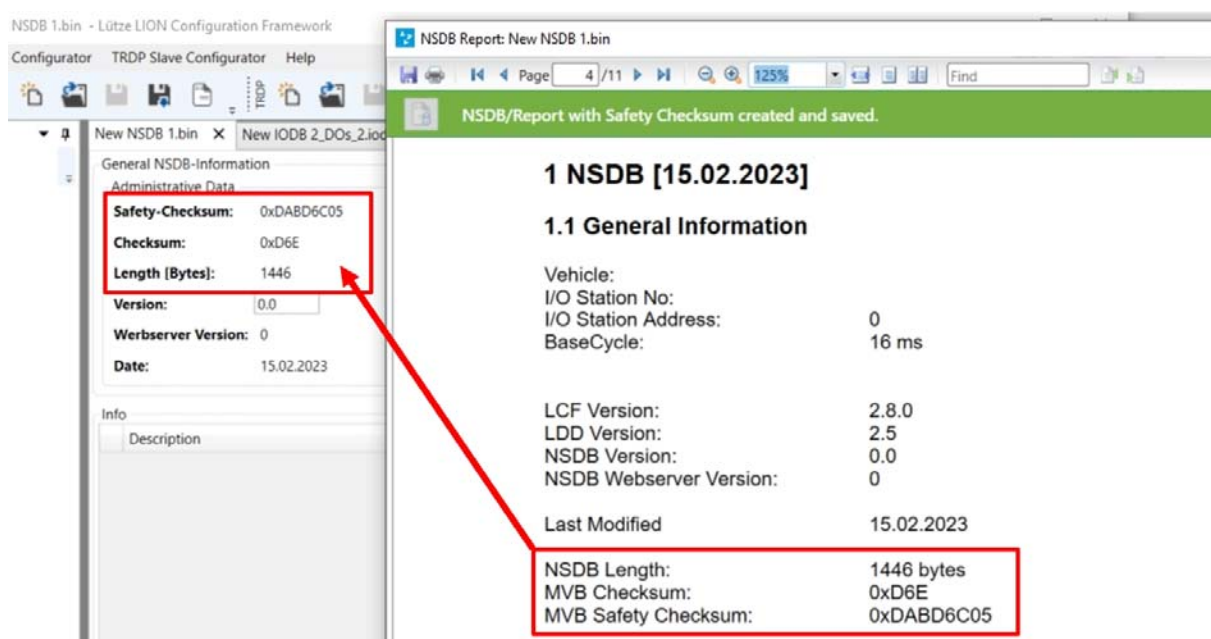 NSDB 1.bin - Lütze LION Configuration Framework
Configurator TRDP Slave Configurator Help
TRDP
New NSDB 1.bin X New IODB 2_DOs_2.iod
General NSDB-Information
Administrative Data
Safety-Checksum: 0xDABD6C05
Checksum: 0xD6E
Length [Bytes]: 1446
Version: 0.0
Werbserver Version: 0
Date: 15.02.2023
Info
Description
NSDB Report: New NSDB 1.bin
Page 4 /11 125% Find
NSDB/Report with Safety Checksum created and saved.
1 NSDB [15.02.2023]
1.1 General Information
Vehicle:
I/O Station No:
I/O Station Address: 0
BaseCycle: 16 ms
LCF Version: 2.8.0
LDD Version: 2.5
NSDB Version: 0.0
NSDB Webserver Version: 0
Last Modified 15.02.2023
NSDB Length: 1446 bytes
MVB Checksum: 0xD6E
MVB Safety Checksum: 0xDABD6C05